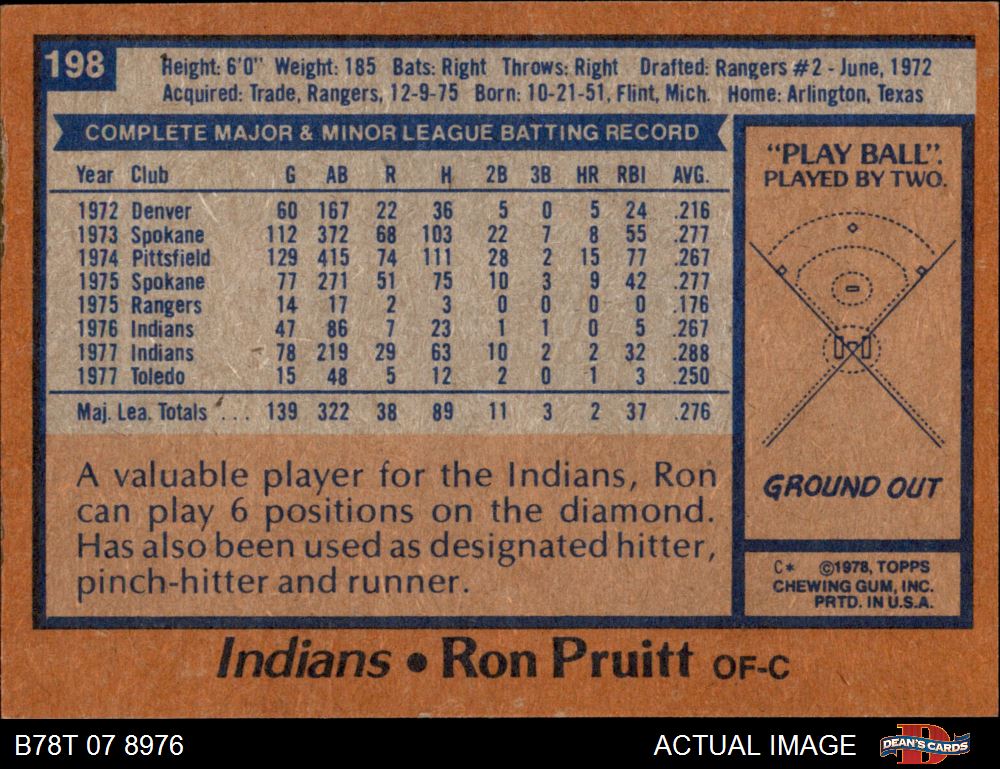 198
Height: 6'0" Weight: 185 Bats: Right Throws: Right Drafted: Rangers #2 - June, 1972
Acquired: Trade, Rangers, 12-9-75 Born: 10-21-51, Flint, Mich. Home: Arlington, Texas
COMPLETE MAJOR & MINOR LEAGUE BATTING RECORD
Year Club G AB R H 2B 3B HR RBI AVG.
1972 Denver 60 167 22 36 5 0 5 24 .216
1973 Spokane 112 372 68 103 22 7 8 55 .277
1974 Pittsfield 129 415 74 111 28 2 15 77 .267
1975 Spokane 77 271 51 75 10 3 9 42 .277
1975 Rangers 14 17 2 3 0 0 0 0 .176
1976 Indians 47 86 7 23 1 1 0 5 .267
1977 Indians 78 219 29 63 10 2 2 32 .288
1977 Toledo 15 48 5 12 2 0 1 3 .250
Maj. Lea. Totals ... 139 322 38 89 11 3 2 37 .276
A valuable player for the Indians, Ron
can play 6 positions on the diamond.
Has also been used as designated hitter,
pinch-hitter and runner.
"PLAY BALL".
PLAYED BY TWO.
GROUND OUT
C* ©1978, TOPPS
CHEWING GUM, INC.
PRTD. IN U.S.A.
Indians • Ron Pruitt OF-C
B78T 07 8976
ACTUAL IMAGE
D
DEAN'S CARDS